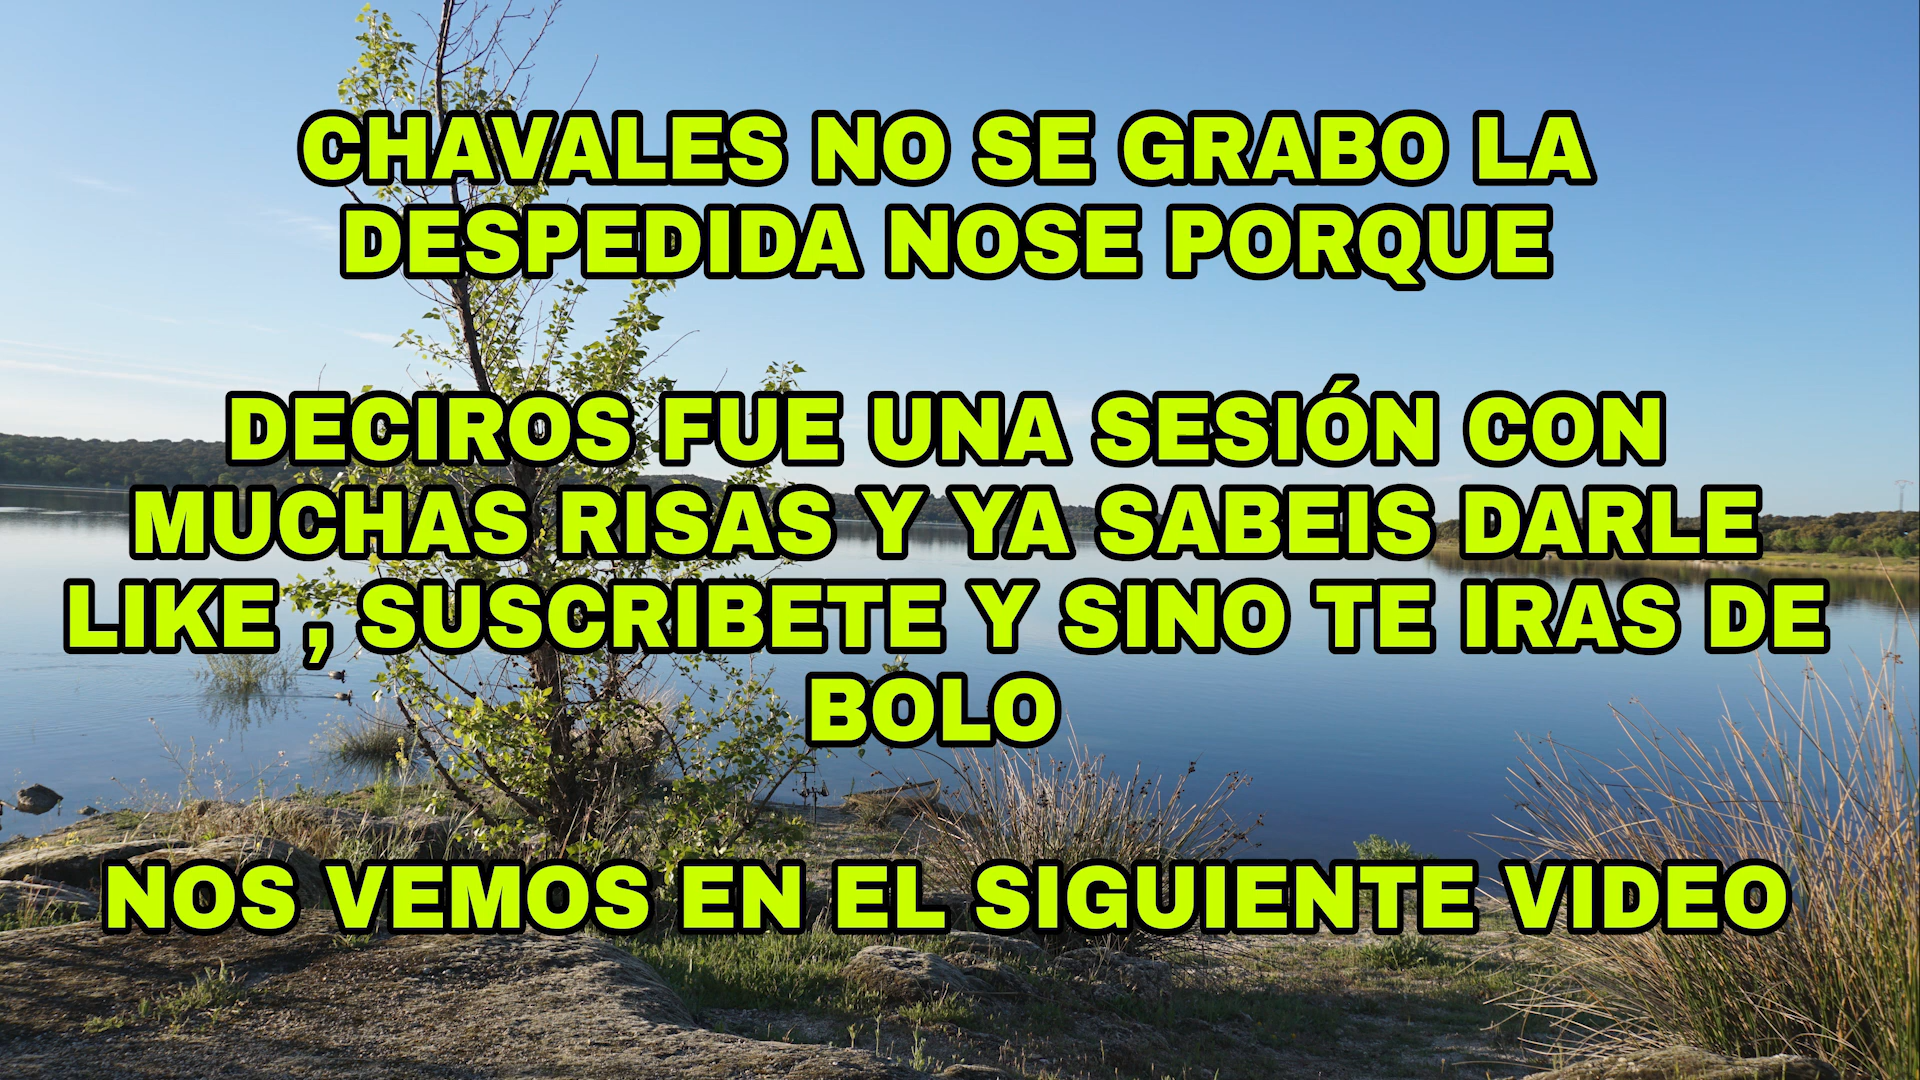 CHAVALES NO SE GRABO LA
DESPEDIDA NOSE PORQUE
DECIROS FUE UNA SESIÓN CON
MUCHAS RISAS Y YA SABEIS DARLE
LIKE , SUSCRIBETE Y SINO TE IRAS DE
BOLO
NOS VEMOS EN EL SIGUIENTE VIDEO